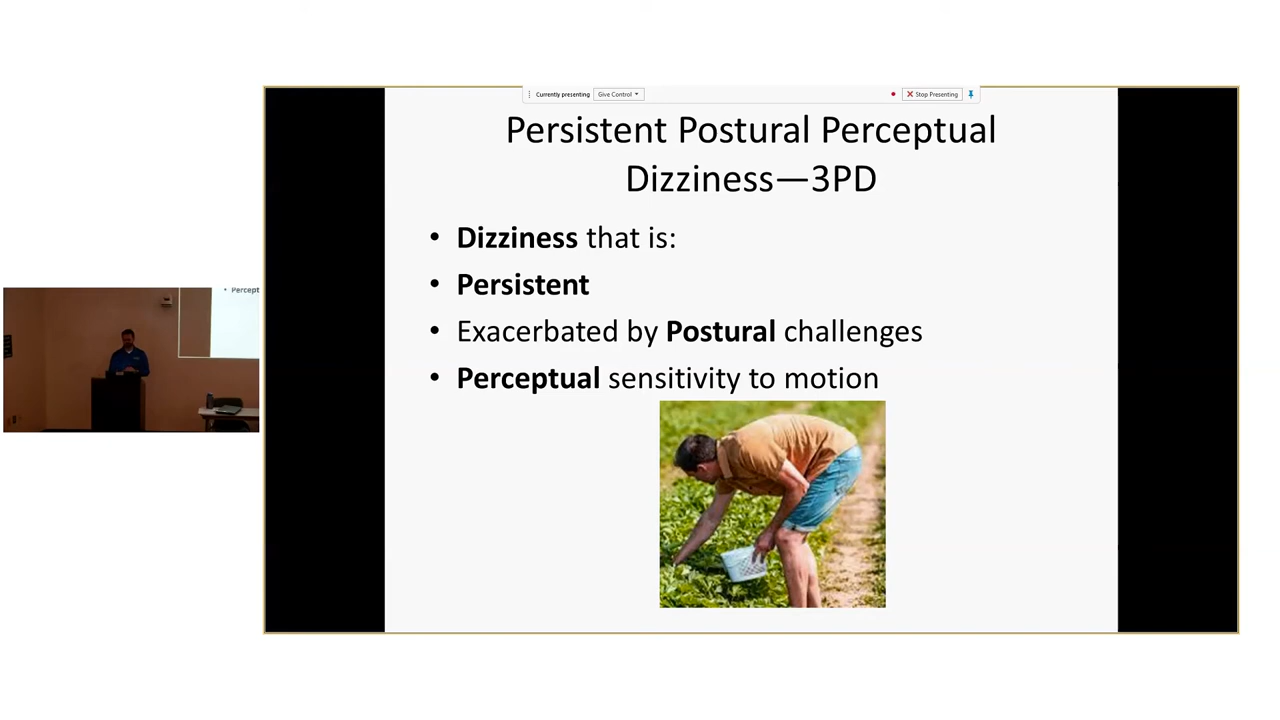 Currently presenting
Give Control
Stop Presenting
Persistent Postural Perceptual
Dizziness—3PD
• Dizziness that is:
• Persistent
• Exacerbated by Postural challenges
• Perceptual sensitivity to motion
• Percept